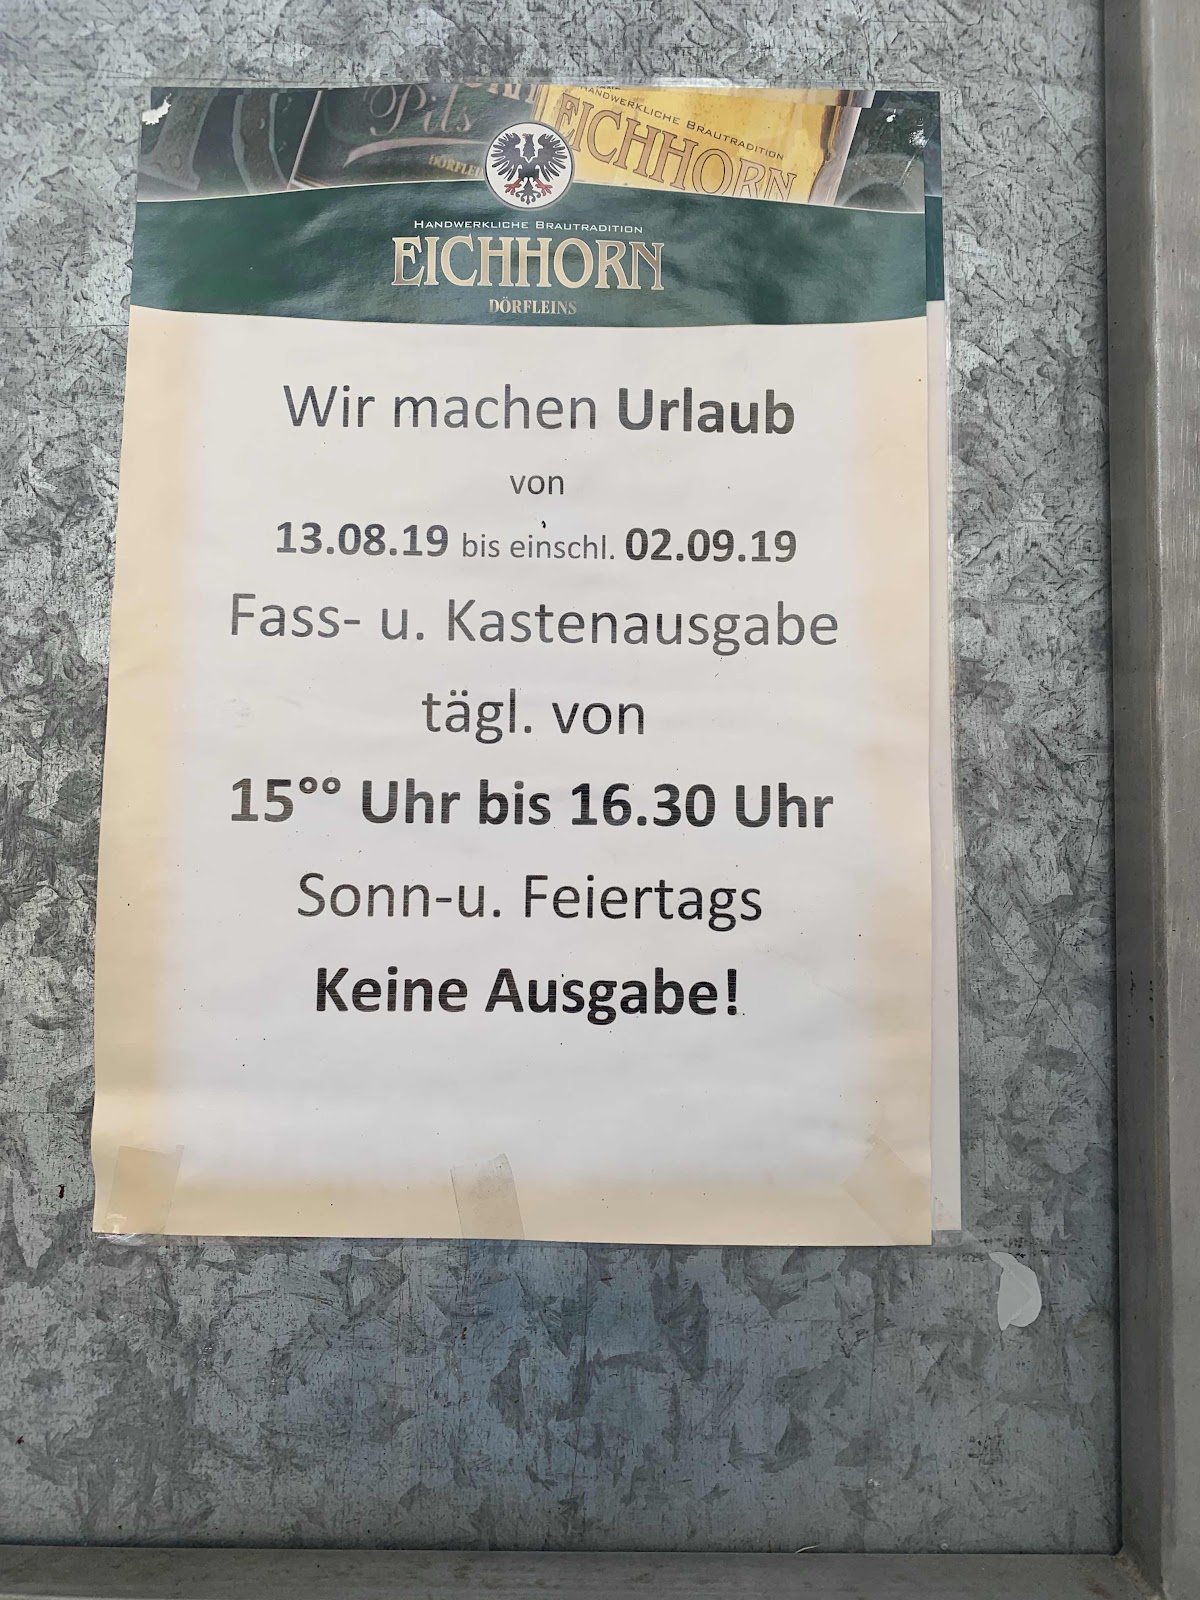 Pils
DÖRFLEI
HANDWERKLICHE BRAUTRADITION
EICHHORN
HANDWERKLICHE BRAUTRADITION
EICHHORN
DÖRFLEINS
Wir machen Urlaub
von
13.08.19 bis einschl. 02.09.19
Fass- u. Kastenausgabe
tägl. von
15°° Uhr bis 16.30 Uhr
Sonn-u. Feiertags
Keine Ausgabe!